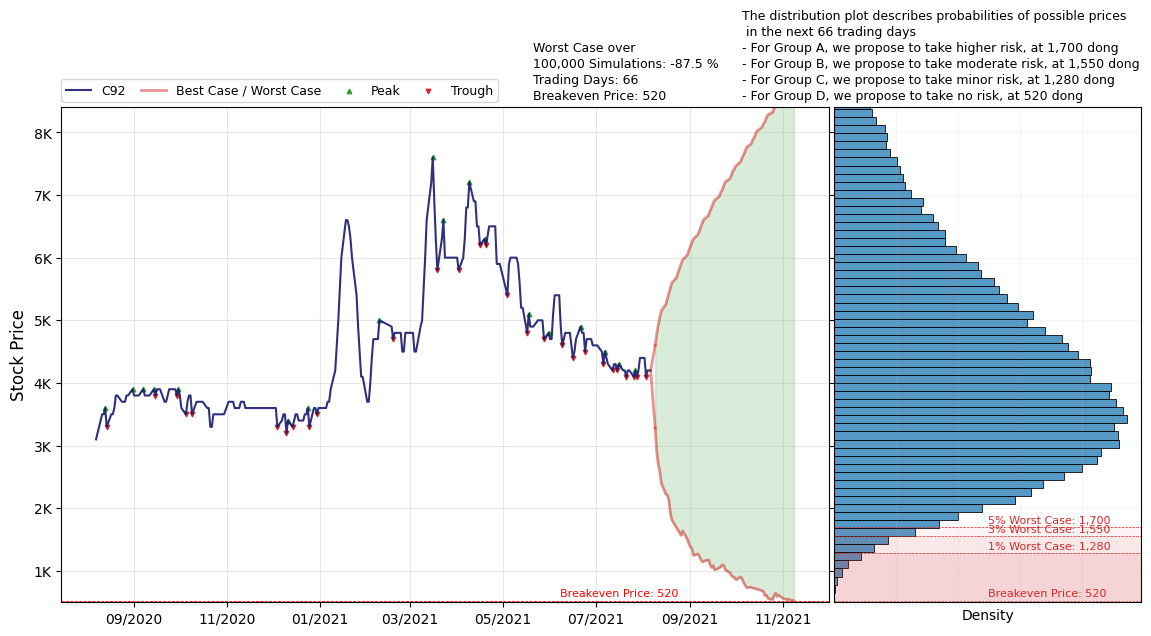 The distribution plot describes probabilities of possible prices
in the next 66 trading days
- For Group A, we propose to take higher risk, at 1,700 dong
- For Group B, we propose to take moderate risk, at 1,550 dong
- For Group C, we propose to take minor risk, at 1,280 dong
- For Group D, we propose to take no risk, at 520 dong
Worst Case over
100,000 Simulations: -87.5 %
Trading Days: 66
Breakeven Price: 520
C92 Best Case / Worst Case Peak Trough
Stock Price
8K
7K
6K
5K
4K
3K
2K
1K
Breakeven Price: 520
09/2020 11/2020 01/2021 03/2021 05/2021 07/2021 09/2021 11/2021
5% Worst Case: 1,700
3% Worst Case: 1,550
1% Worst Case: 1,280
Breakeven Price: 520
Density